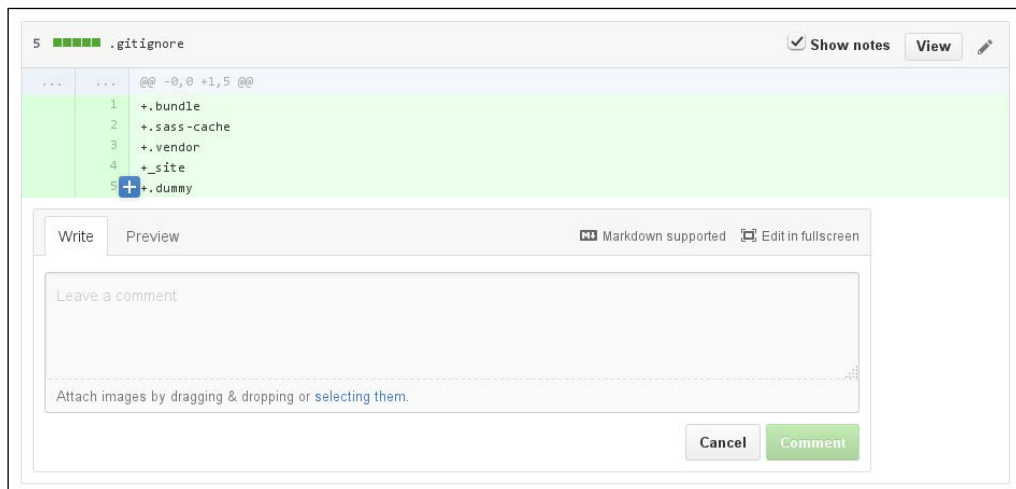 5 .gitignore Show notes View
... ... @@ -0,0 +1,5 @@
1 +.bundle
2 +.sass-cache
3 +.vendor
4 +_site
5 +.dummy
Write Preview Markdown supported Edit in fullscreen
Leave a comment
Attach images by dragging & dropping or selecting them.
Cancel Comment